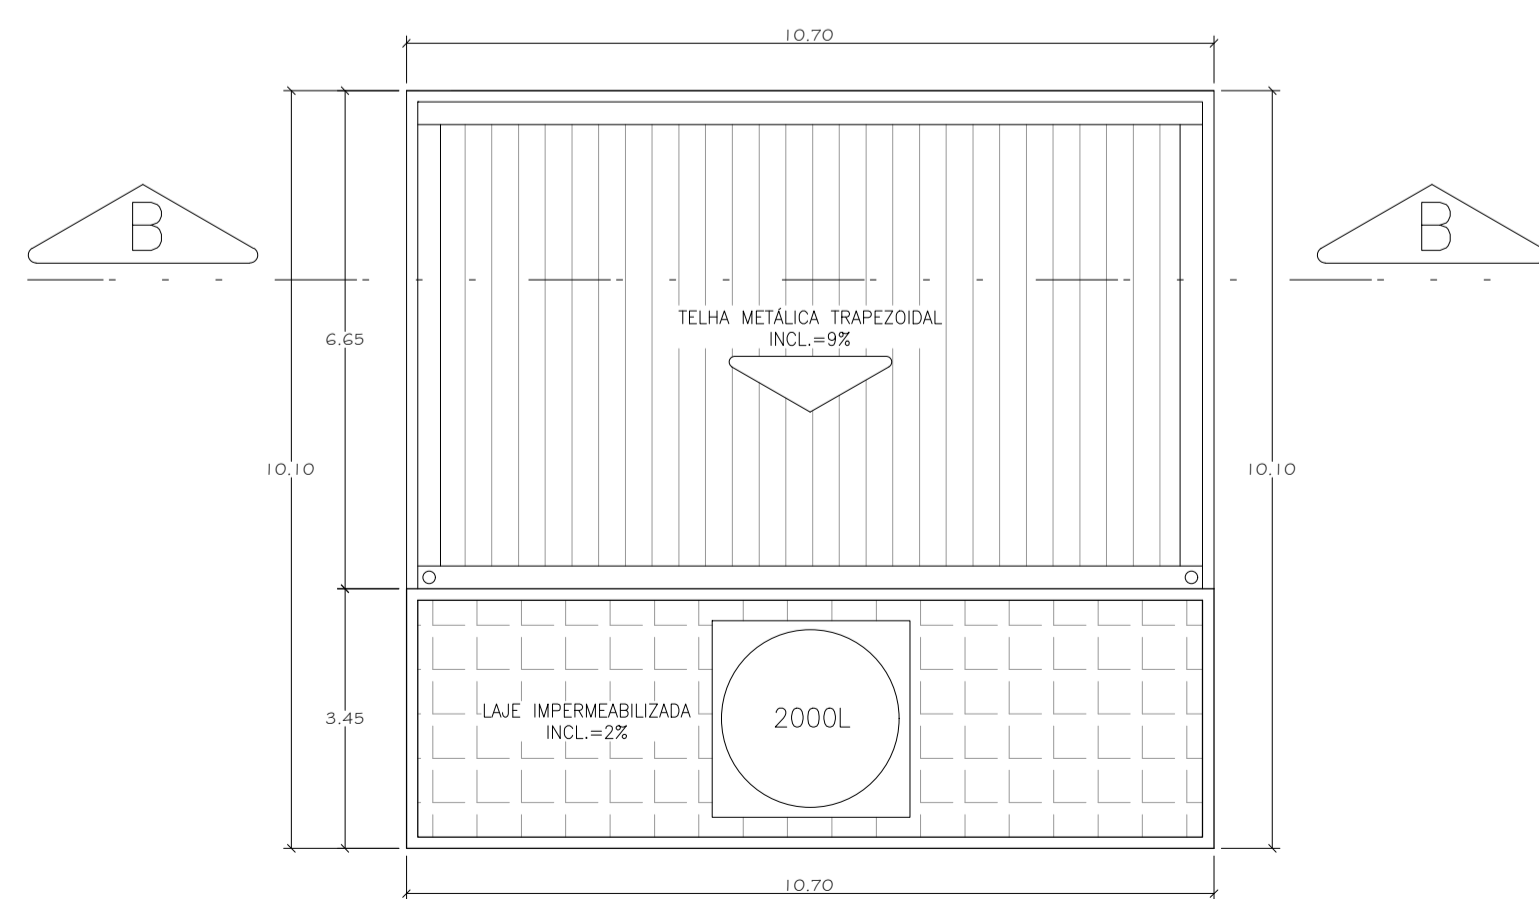 10.70
B
B
6.65
TELHA METÁLICA TRAPEZOIDAL
INCL.=9%
10.10
10.10
3.45
LAJE IMPERMEABILIZADA
INCL.=2%
2000L
10.70